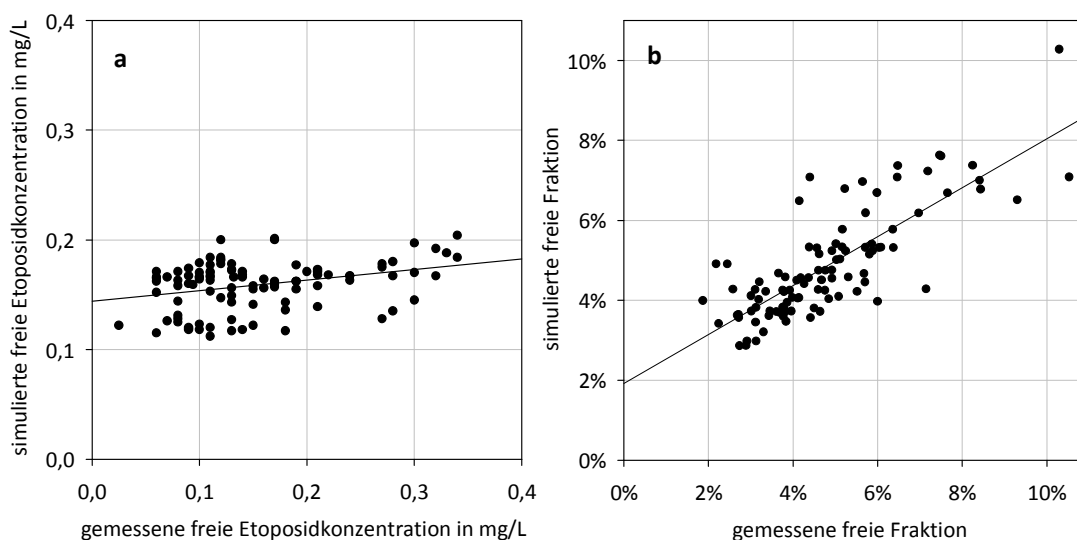 a
simulierte freie Etoposidkonzentration in mg/L
0,4
0,3
0,2
0,1
0,0
0,0 0,1 0,2 0,3 0,4
gemessene freie Etoposidkonzentration in mg/L
b
simulierte freie Fraktion
10%
8%
6%
4%
2%
0%
0% 2% 4% 6% 8% 10%
gemessene freie Fraktion